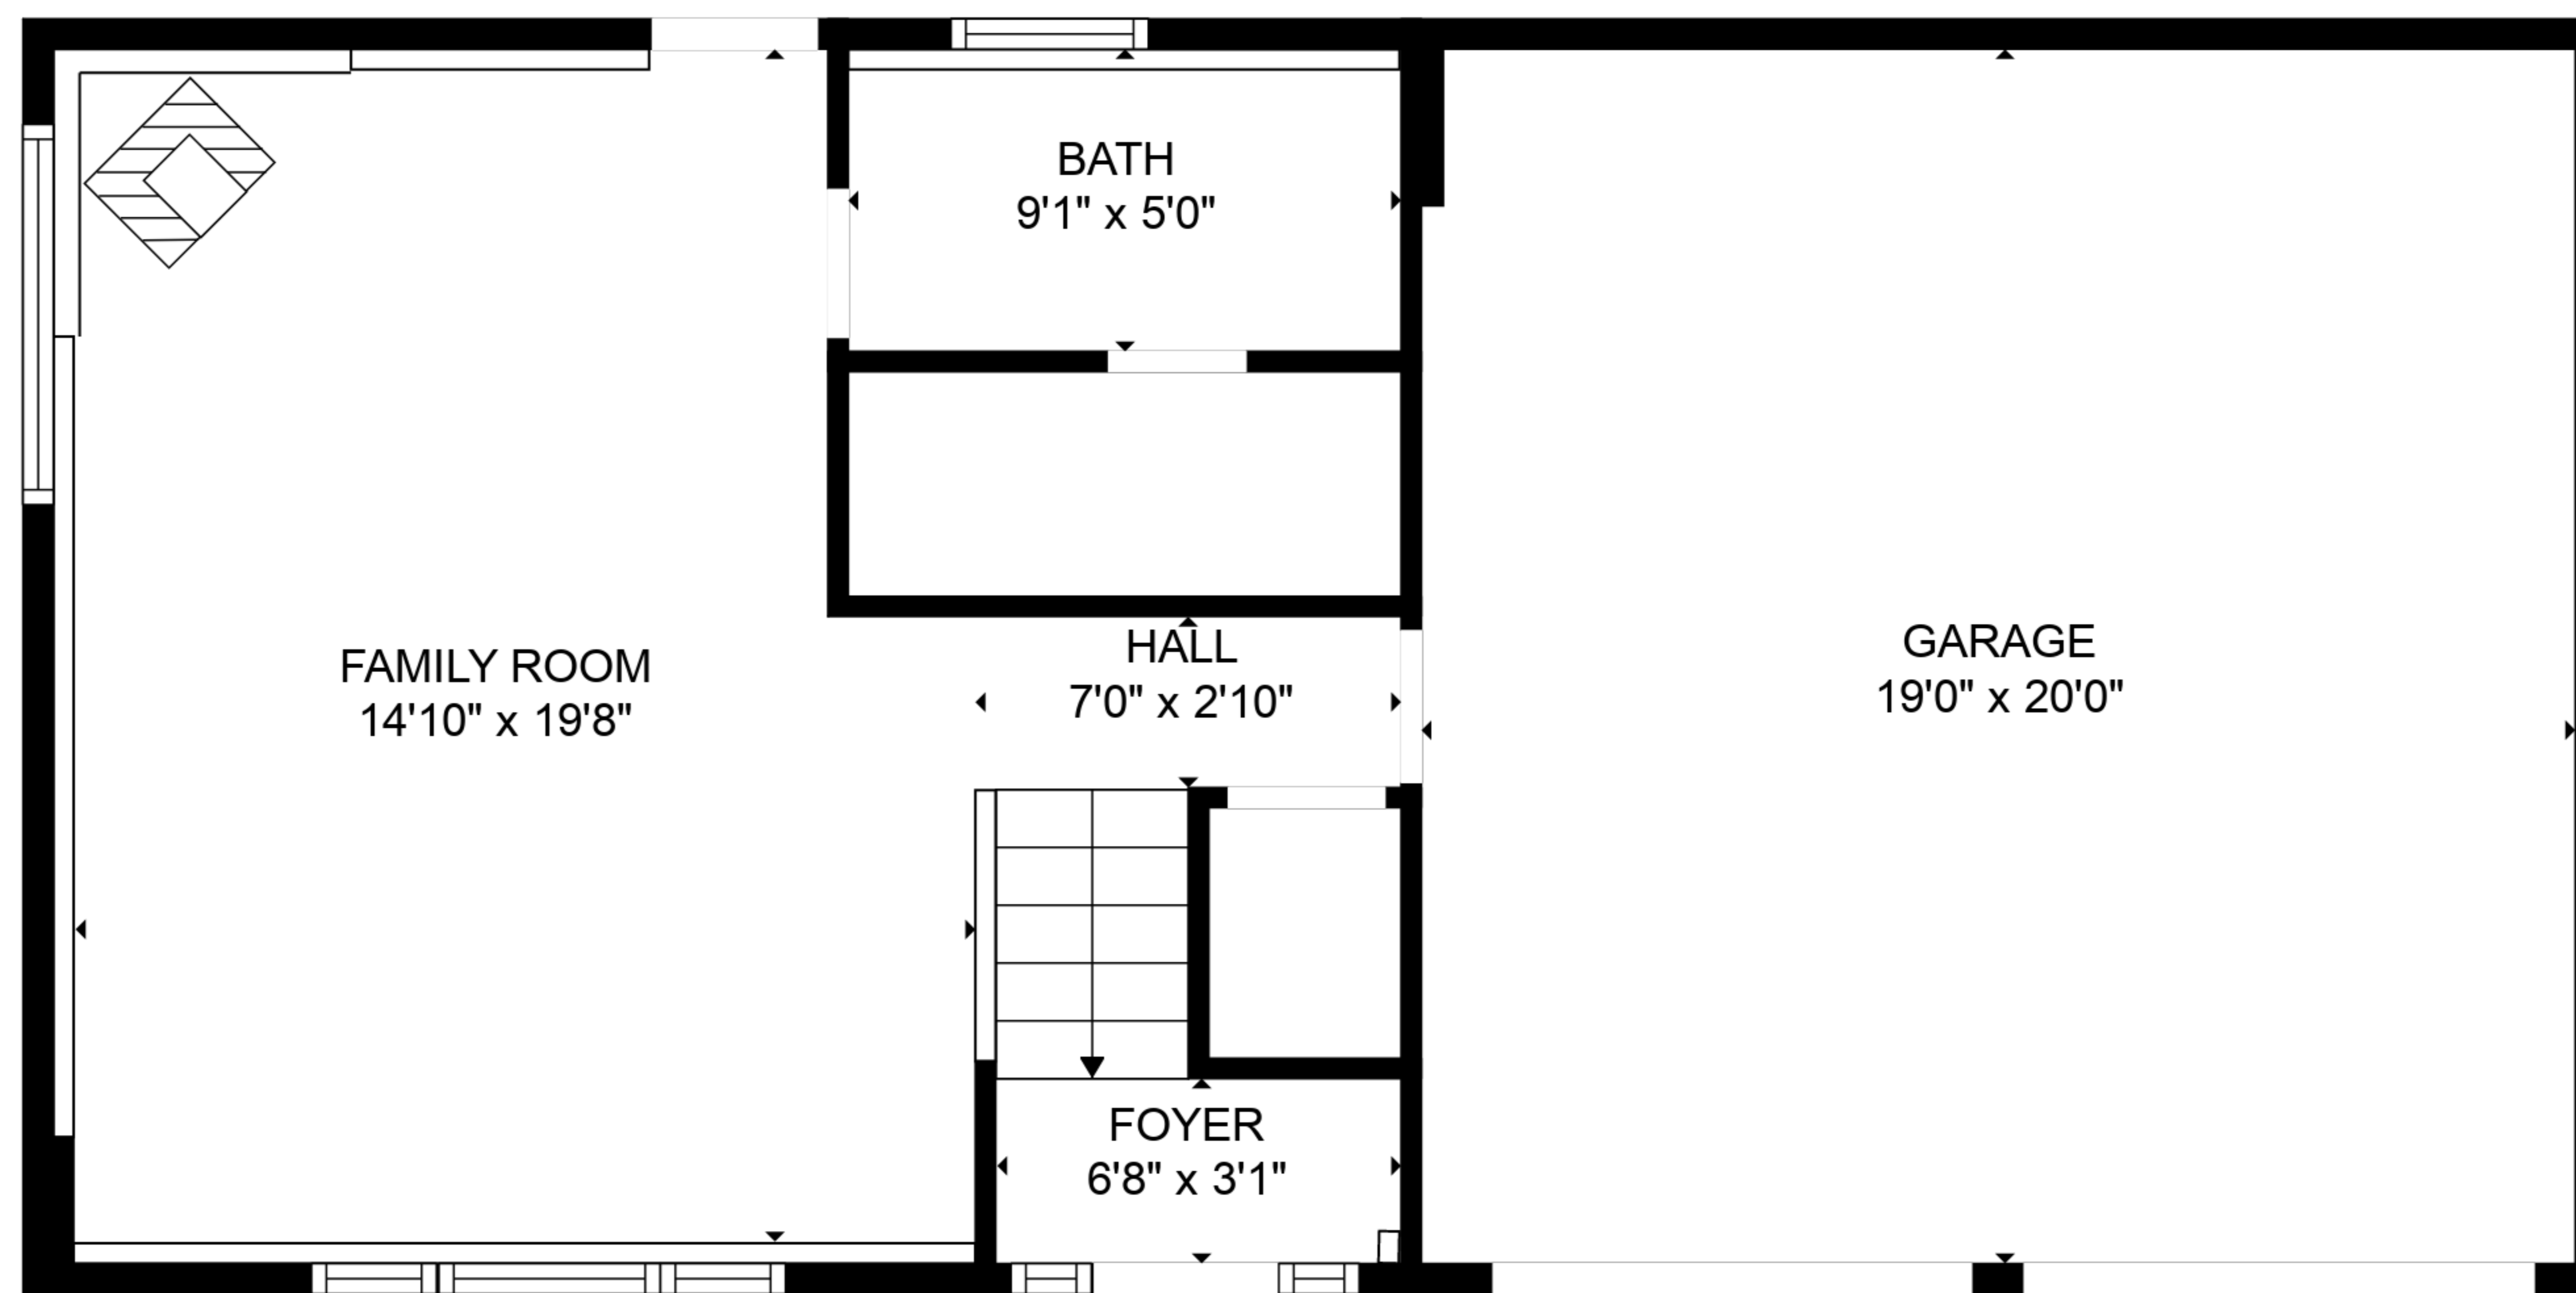 BATH
9'1" x 5'0"
FAMILY ROOM
14'10" x 19'8"
HALL
7'0" x 2'10"
GARAGE
19'0" x 20'0"
FOYER
6'8" x 3'1"